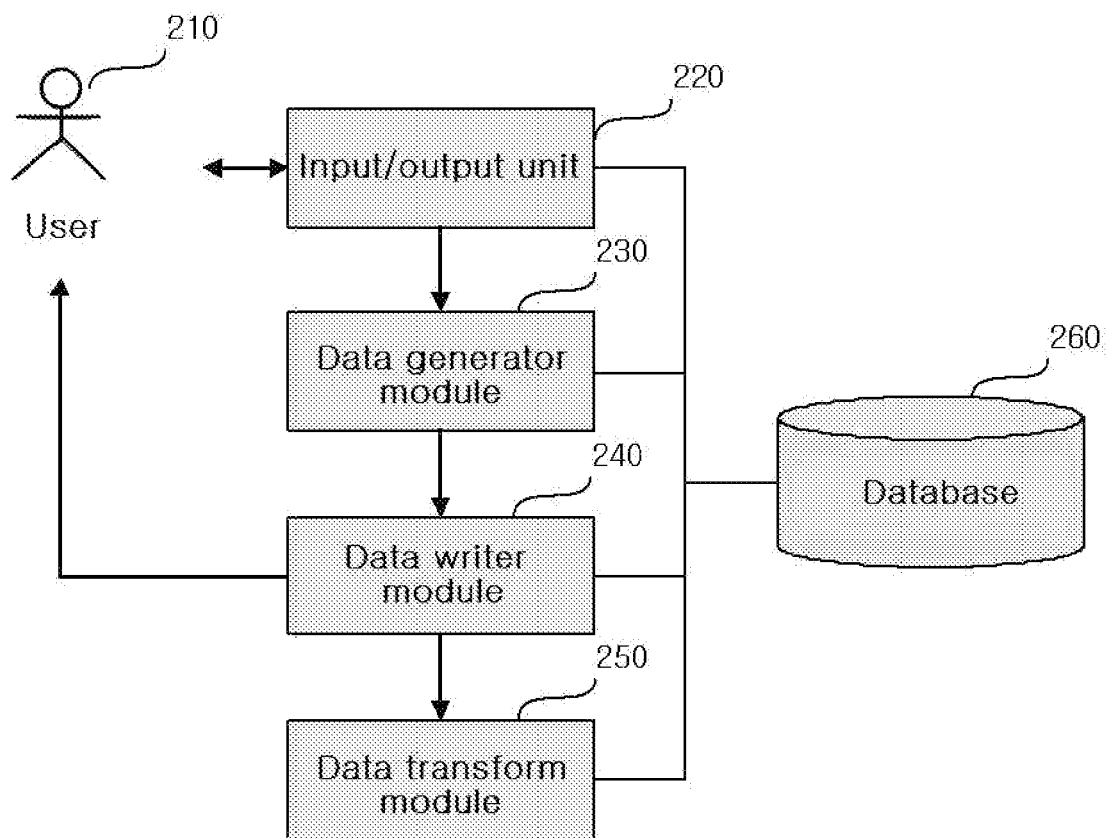 210
220
Input/output unit
User
230
Data generator
module
260
240
Database
Data writer
module
250
Data transform
module